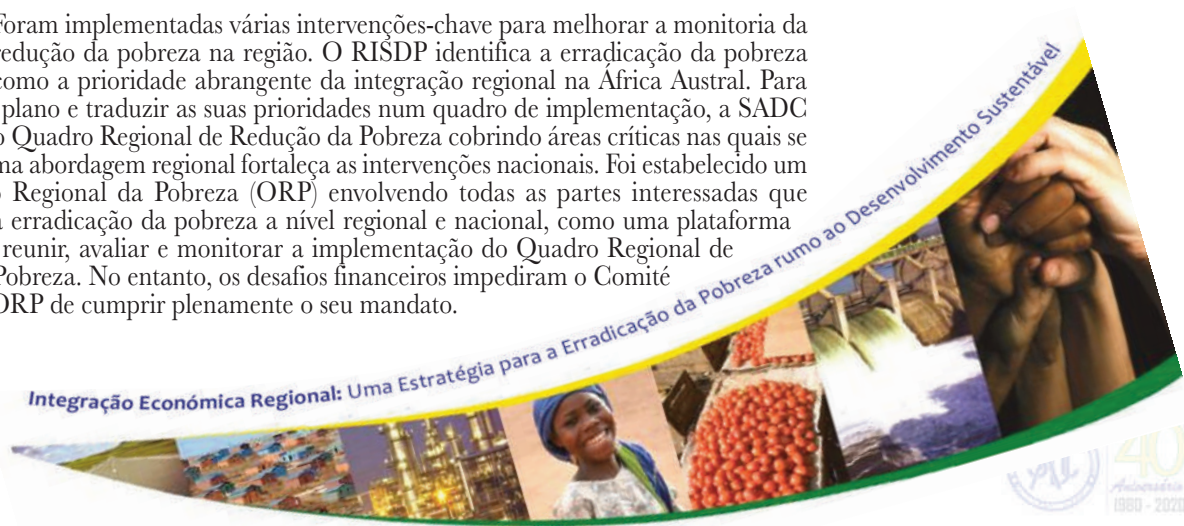 Foram implementadas várias intervenções-chave para melhorar a monitoria da
redução da pobreza na região. O RISDP identifica a erradicação da pobreza
como a prioridade abrangente da integração regional na África Austral. Para
plano e traduzir as suas prioridades num quadro de implementação, a SADC
o Quadro Regional de Redução da Pobreza cobrindo áreas críticas nas quais se
ma abordagem regional fortaleça as intervenções nacionais. Foi estabelecido um
Regional da Pobreza (ORP) envolvendo todas as partes interessadas que
a erradicação da pobreza a nível regional e nacional, como uma plataforma
reunir, avaliar e monitorar a implementação do Quadro Regional de
Pobreza. No entanto, os desafios financeiros impediram o Comité
ORP de cumprir plenamente o seu mandato.
Integração Económica Regional: Uma Estratégia para a Erradicação da Pobreza rumo ao Desenvolvimento Sustentável
40
Aniversário
1980 - 2020